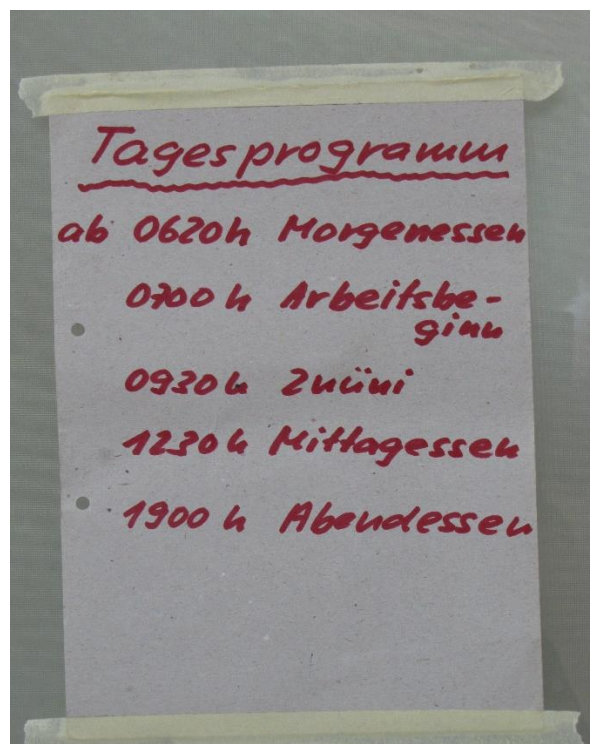 Tagesprogramm
ab 0620h Morgenessen
0700 h Arbeitsbe-
ginn
0930 h Znüni
1230 h Mittagessen
1900 h Abendessen